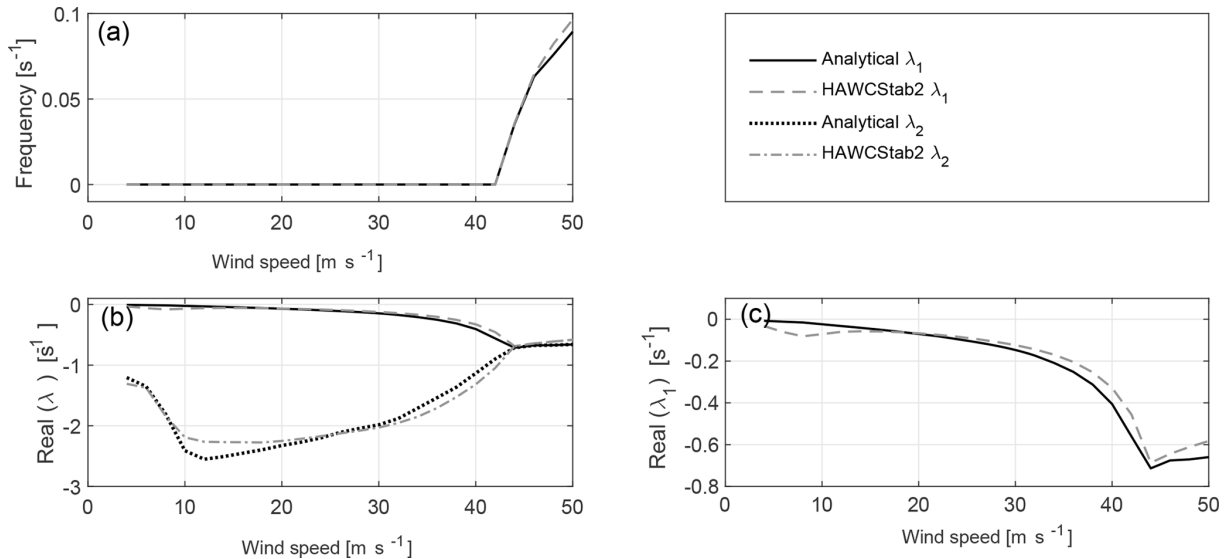 (a)
Frequency [s-1]
0.1
0.05
0
0 10 20 30 40 50
Wind speed [m s -1]
Analytical λ1
HAWCStab2 λ1
Analytical λ2
HAWCStab2 λ2
(b)
Real (λ ) [s-1]
0
-1
-2
-3
0 10 20 30 40 50
Wind speed [m s -1]
(c)
Real (λ1) [s-1]
0
-0.2
-0.4
-0.6
-0.8
0 10 20 30 40 50
Wind speed [m s -1]